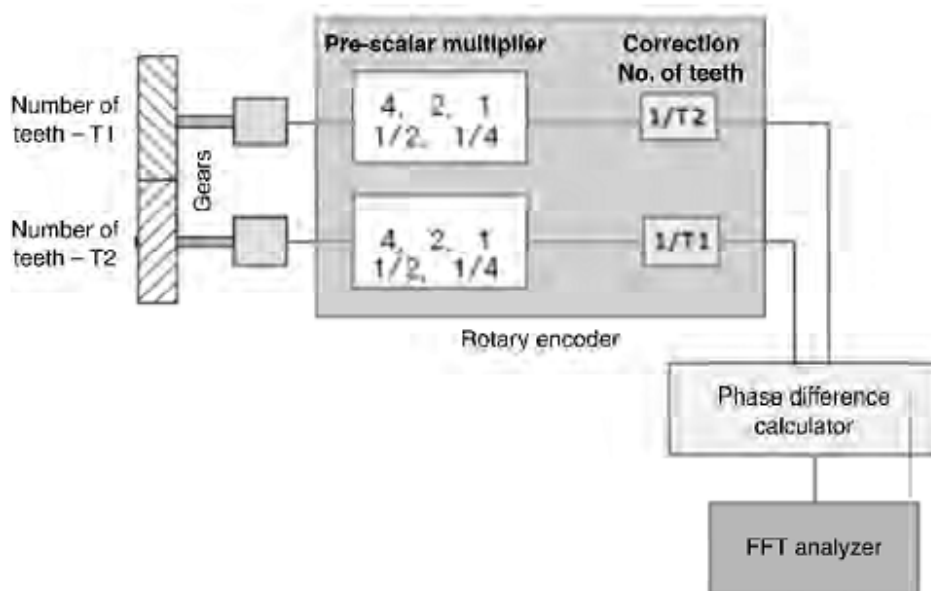 Pre-scalar multiplier
Correction
No. of teeth
Number of
teeth – T1
4, 2, 1
1/2, 1/4
1/T2
Gears
Number of
teeth – T2
4, 2, 1
1/2, 1/4
1/T1
Rotary encoder
Phase difference
calculator
FFT analyzer